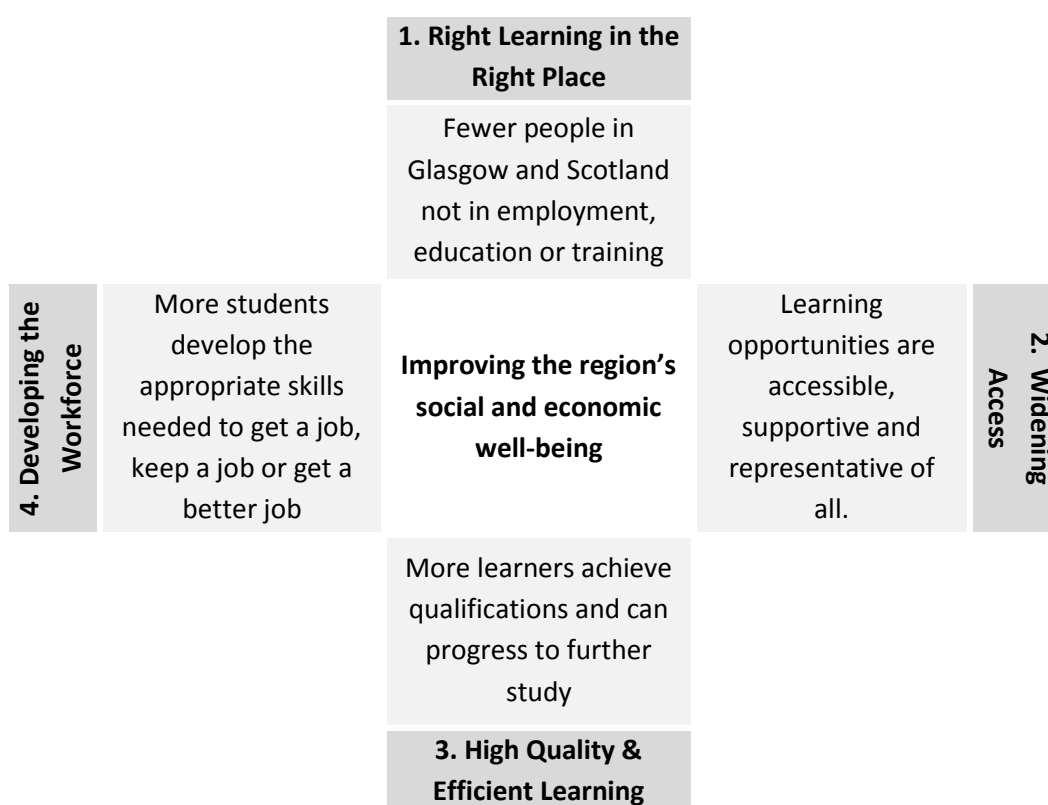 1. Right Learning in the
Right Place
Fewer people in
Glasgow and Scotland
not in employment,
education or training
4. Developing the
Workforce
More students
develop the
appropriate skills
needed to get a job,
keep a job or get a
better job
Improving the region’s
social and economic
well-being
Learning
opportunities are
accessible,
supportive and
representative of
all.
2. Widening
Access
More learners achieve
qualifications and can
progress to further
study
3. High Quality &
Efficient Learning